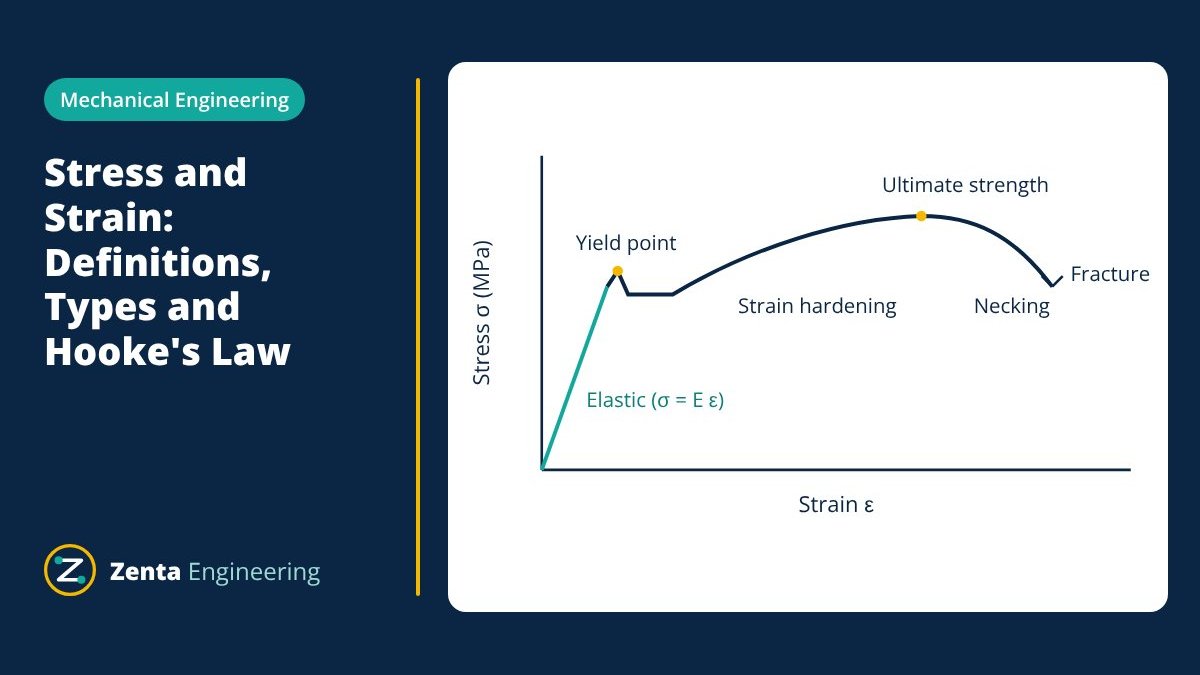 Mechanical Engineering
Stress and
Strain:
Definitions,
Types and
Hooke's Law
Zenta Engineering
Stress σ (MPa)
Yield point
Ultimate strength
Fracture
Strain hardening
Necking
Elastic (σ = E ε)
Strain ε